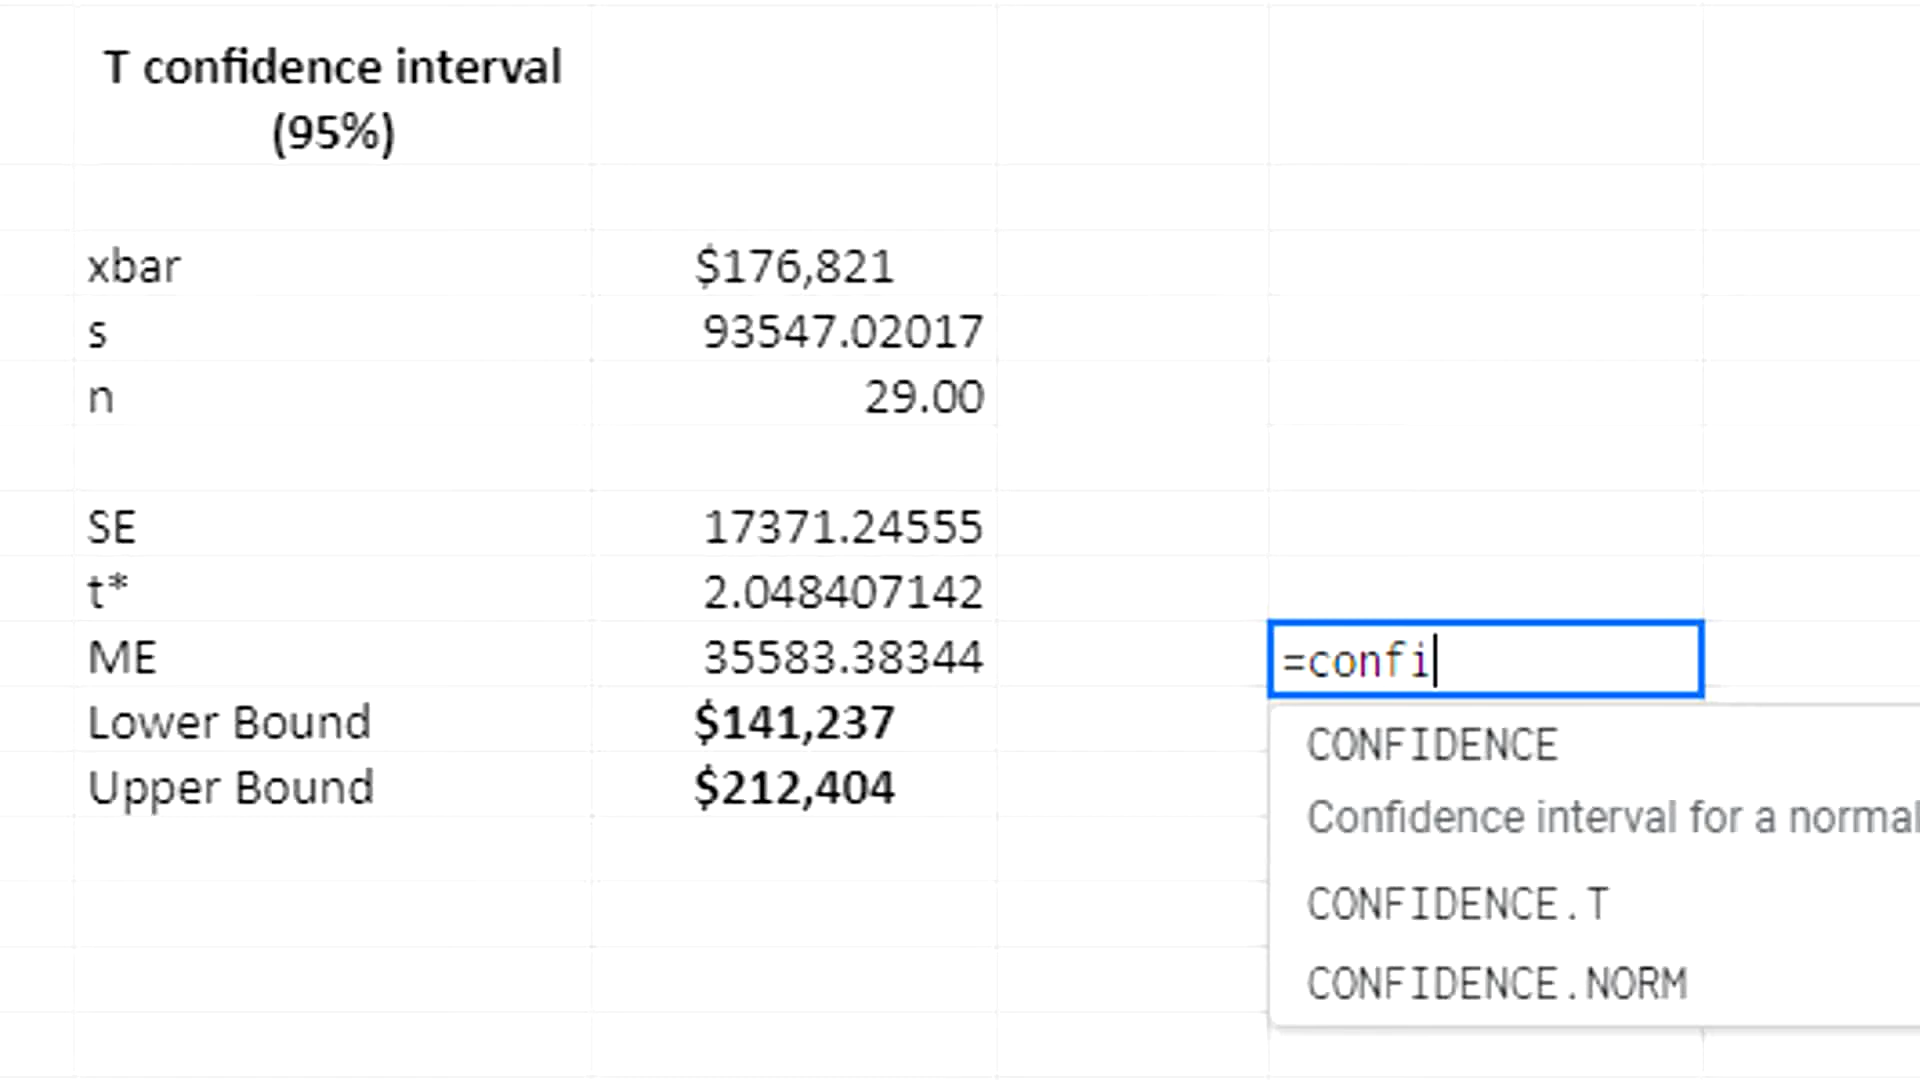 T confidence interval
(95%)
xbar $176,821
s 93547.02017
n 29.00
SE 17371.24555
t* 2.048407142
ME 35583.38344
=confi
Lower Bound $141,237
Upper Bound $212,404
CONFIDENCE
Confidence interval for a normal
CONFIDENCE.T
CONFIDENCE.NORM